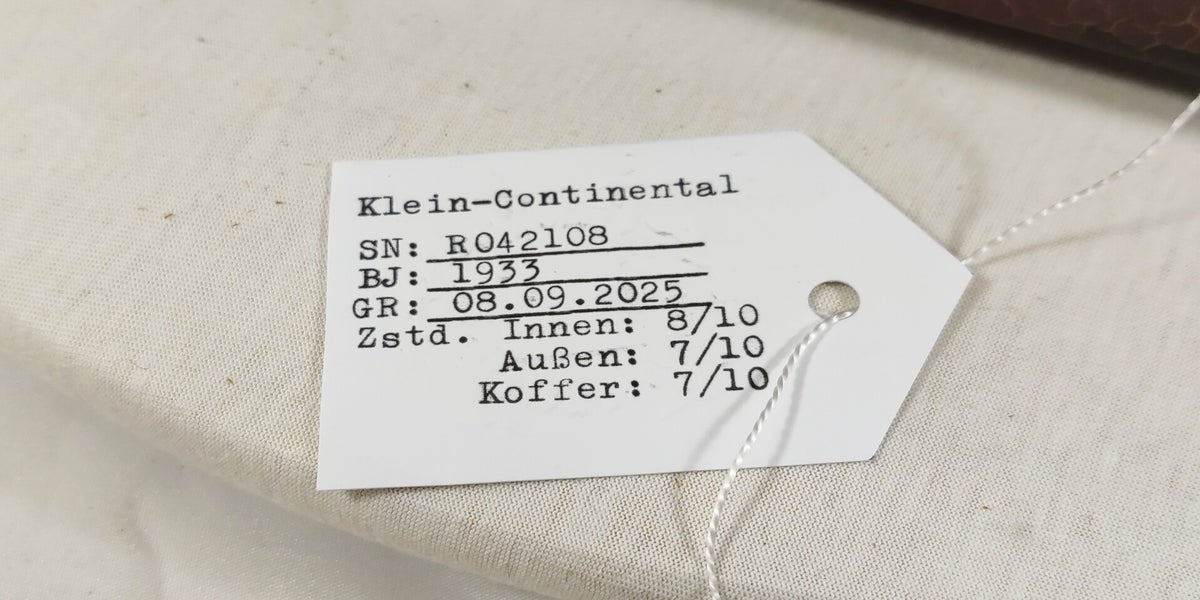 Klein-Continental
SN: R042108
BJ: 1933
GR: 08.09.2025
Zstd. Innen: 8/10
Außen: 7/10
Koffer: 7/10